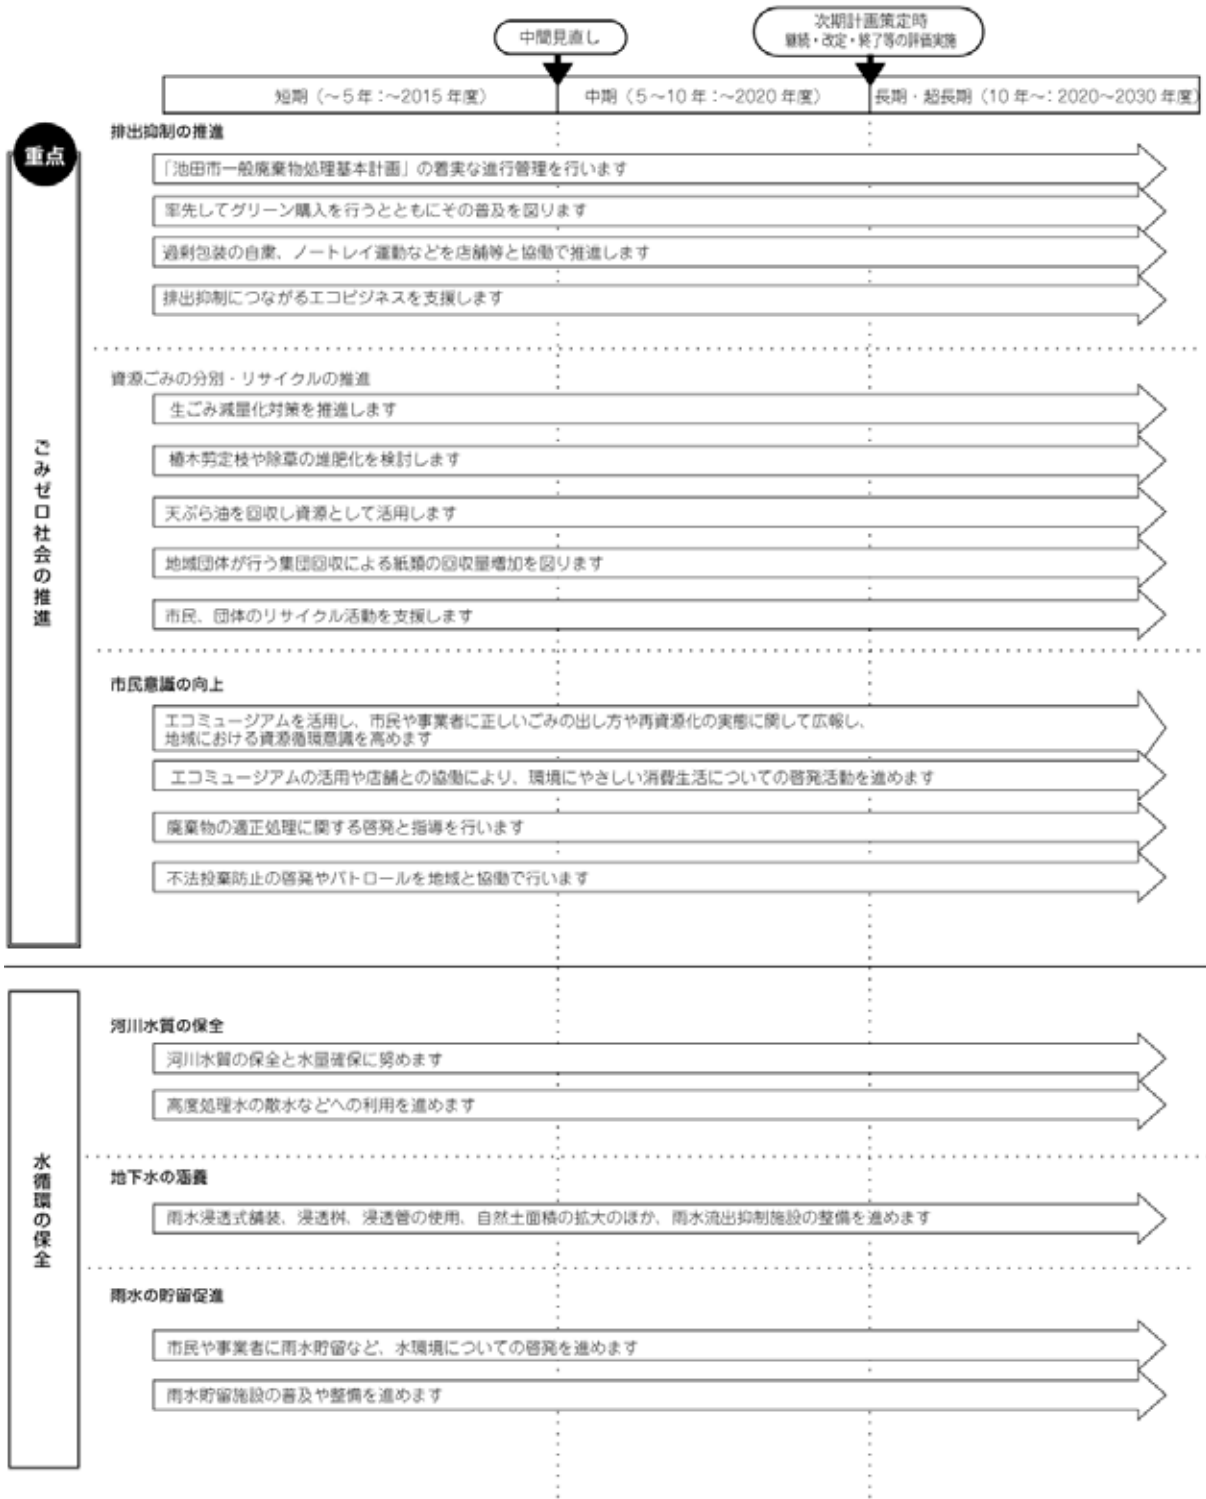 中間見直し
次期計画策定時
継続・改定・終了等の評価実施
短期(～5年:～2015年度)
中期(5～10年:～2020年度)
長期・超長期(10年～:2020～2030年度)
重点
ごみゼロ社会の推進
排出抑制の推進
「池田市一般廃棄物処理基本計画」の着実な進行管理を行います
率先してグリーン購入を行うとともにその普及を図ります
過剰包装の自粛、ノートレイ運動などを店舗等と協働で推進します
排出抑制につながるエコビジネスを支援します
資源ごみの分別・リサイクルの推進
生ごみ減量化対策を推進します
植木剪定枝や除草の堆肥化を検討します
天ぷら油を回収し資源として活用します
地域団体が行う集団回収による紙類の回収量増加を図ります
市民、団体のリサイクル活動を支援します
市民意識の向上
エコミュージアムを活用し、市民や事業者に正しいごみの出し方や再資源化の実態に関して広報し、
地域における資源循環意識を高めます
エコミュージアムの活用や店舗との協働により、環境にやさしい消費生活についての啓発活動を進めます
廃棄物の適正処理に関する啓発と指導を行います
不法投棄防止の啓発やパトロールを地域と協働で行います
水循環の保全
河川水質の保全
河川水質の保全と水量確保に努めます
高度処理水の散水などへの利用を進めます
地下水の涵養
雨水浸透式舗装、浸透桝、浸透管の使用、自然土面積の拡大のほか、雨水流出抑制施設の整備を進めます
雨水の貯留促進
市民や事業者に雨水貯留など、水環境についての啓発を進めます
雨水貯留施設の普及や整備を進めます